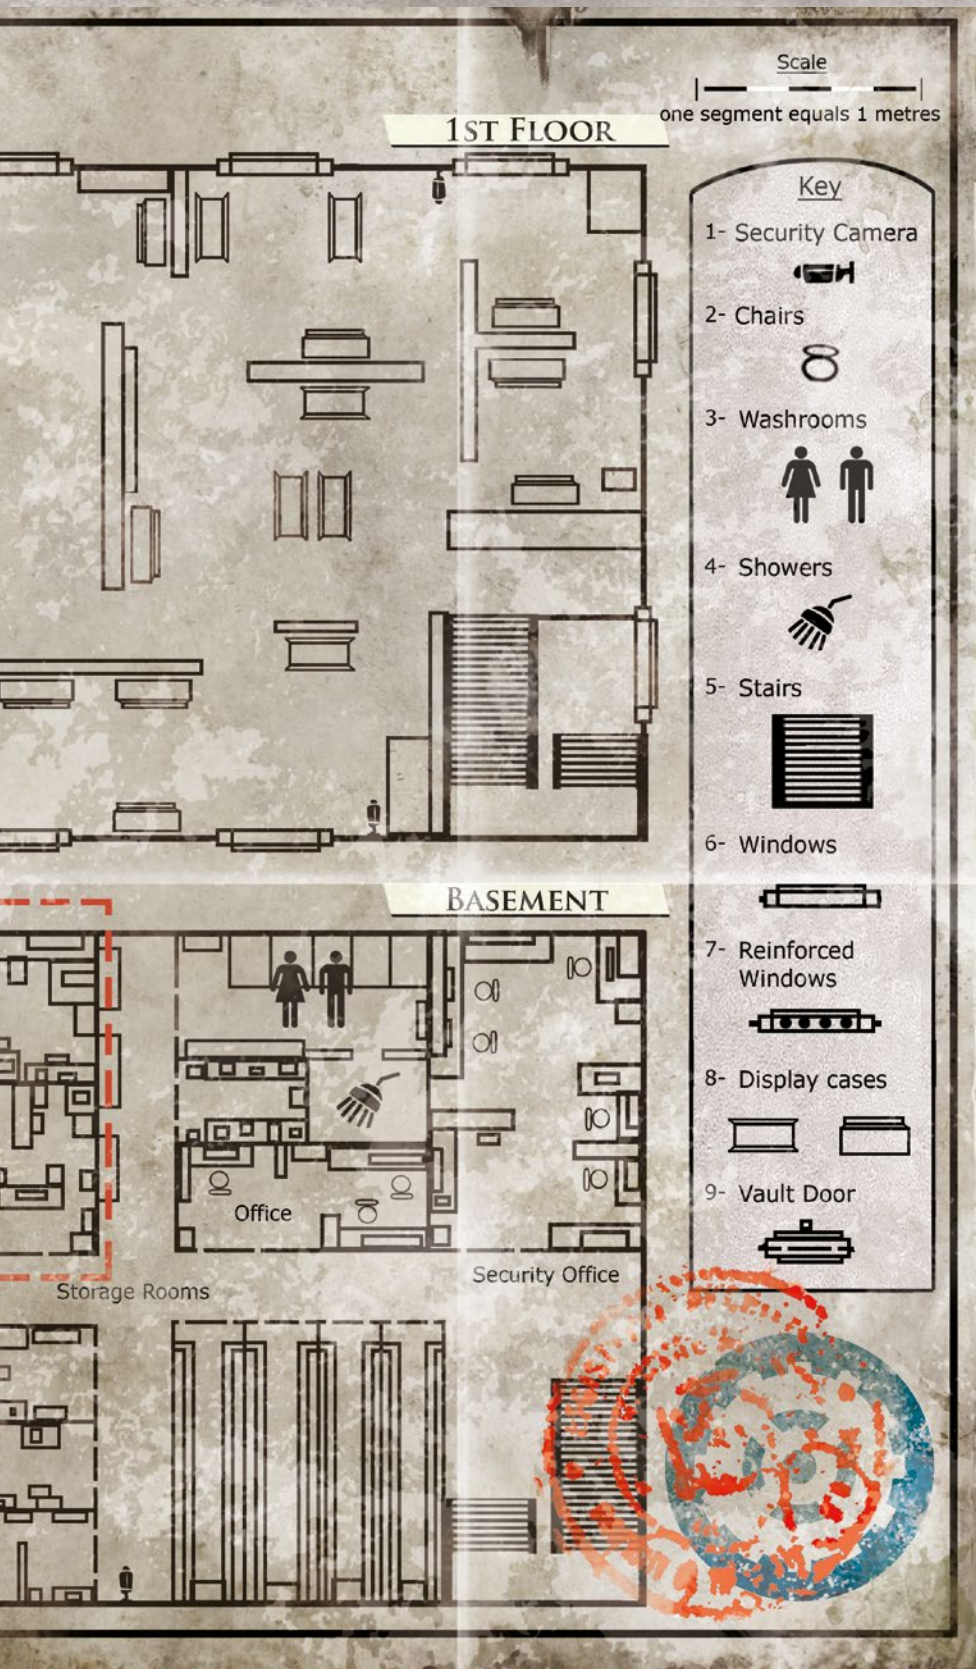 Scale
one segment equals 1 metres
1ST FLOOR
Key
1- Security Camera
2- Chairs
3- Washrooms
4- Showers
5- Stairs
6- Windows
7- Reinforced
Windows
8- Display cases
9- Vault Door
BASEMENT
Office
Storage Rooms
Security Office